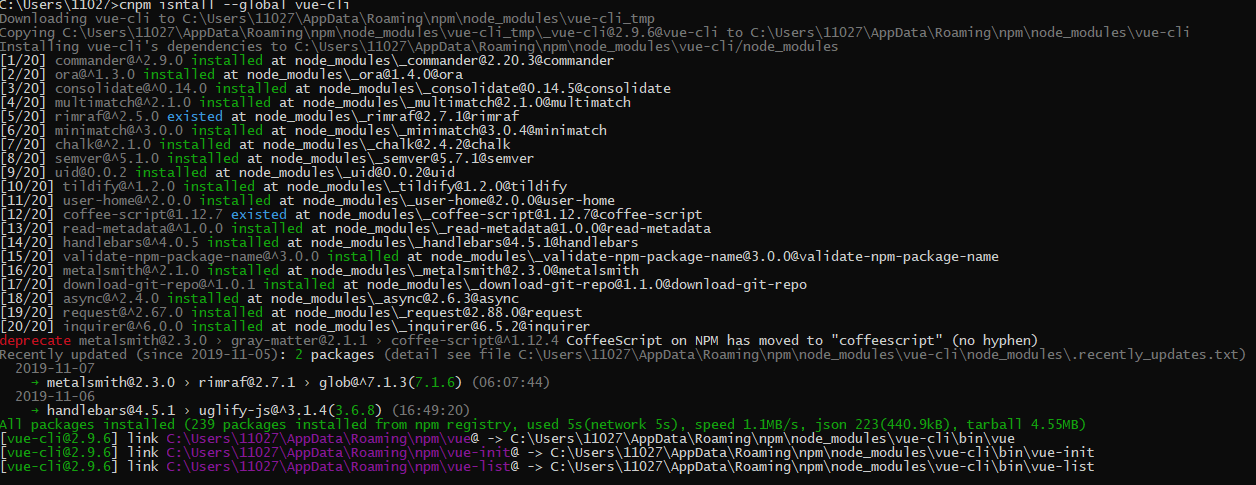 C:\Users\11027>cnpm isntall --global vue-cli
Downloading vue-cli to C:\Users\11027\AppData\Roaming\npm\node_modules\vue-cli_tmp
Copying C:\Users\11027\AppData\Roaming\npm\node_modules\vue-cli_tmp\_vue-cli@2.9.6@vue-cli to C:\Users\11027\AppData\Roaming\npm\node_modules\vue-cli
Installing vue-cli's dependencies to C:\Users\11027\AppData\Roaming\npm\node_modules\vue-cli/node_modules
[1/20] commander@^2.9.0 installed at node_modules\_commander@2.20.3@commander
[2/20] ora@^1.3.0 installed at node_modules\_ora@1.4.0@ora
[3/20] consolidate@^0.14.0 installed at node_modules\_consolidate@0.14.5@consolidate
[4/20] multimatch@^2.1.0 installed at node_modules\_multimatch@2.1.0@multimatch
[5/20] rimraf@^2.5.0 existed at node_modules\_rimraf@2.7.1@rimraf
[6/20] minimatch@^3.0.0 installed at node_modules\_minimatch@3.0.4@minimatch
[7/20] chalk@^2.1.0 installed at node_modules\_chalk@2.4.2@chalk
[8/20] semver@^5.1.0 installed at node_modules\_semver@5.7.1@semver
[9/20] uid@0.0.2 installed at node_modules\_uid@0.0.2@uid
[10/20] tildify@^1.2.0 installed at node_modules\_tildify@1.2.0@tildify
[11/20] user-home@^2.0.0 installed at node_modules\_user-home@2.0.0@user-home
[12/20] coffee-script@1.12.7 existed at node_modules\_coffee-script@1.12.7@coffee-script
[13/20] read-metadata@^1.0.0 installed at node_modules\_read-metadata@1.0.0@read-metadata
[14/20] handlebars@^4.0.5 installed at node_modules\_handlebars@4.5.1@handlebars
[15/20] validate-npm-package-name@^3.0.0 installed at node_modules\_validate-npm-package-name@3.0.0@validate-npm-package-name
[16/20] metalsmith@^2.1.0 installed at node_modules\_metalsmith@2.3.0@metalsmith
[17/20] download-git-repo@^1.0.1 installed at node_modules\_download-git-repo@1.1.0@download-git-repo
[18/20] async@^2.4.0 installed at node_modules\_async@2.6.3@async
[19/20] request@^2.67.0 installed at node_modules\_request@2.88.0@request
[20/20] inquirer@^6.0.0 installed at node_modules\_inquirer@6.5.2@inquirer
deprecate metalsmith@2.3.0 › gray-matter@2.1.1 › coffee-script@^1.12.4 CoffeeScript on NPM has moved to "coffeescript" (no hyphen)
Recently updated (since 2019-11-05): 2 packages (detail see file C:\Users\11027\AppData\Roaming\npm\node_modules\vue-cli\node_modules\.recently_updates.txt)
2019-11-07
→ metalsmith@2.3.0 › rimraf@2.7.1 › glob@^7.1.3(7.1.6) (06:07:44)
2019-11-06
→ handlebars@4.5.1 › uglify-js@^3.1.4(3.6.8) (16:49:20)
All packages installed (239 packages installed from npm registry, used 5s(network 5s), speed 1.1MB/s, json 223(440.9kB), tarball 4.55MB)
[vue-cli@2.9.6] link C:\Users\11027\AppData\Roaming\npm\vue@ -> C:\Users\11027\AppData\Roaming\npm\node_modules\vue-cli\bin\vue
[vue-cli@2.9.6] link C:\Users\11027\AppData\Roaming\npm\vue-init@ -> C:\Users\11027\AppData\Roaming\npm\node_modules\vue-cli\bin\vue-init
[vue-cli@2.9.6] link C:\Users\11027\AppData\Roaming\npm\vue-list@ -> C:\Users\11027\AppData\Roaming\npm\node_modules\vue-cli\bin\vue-list